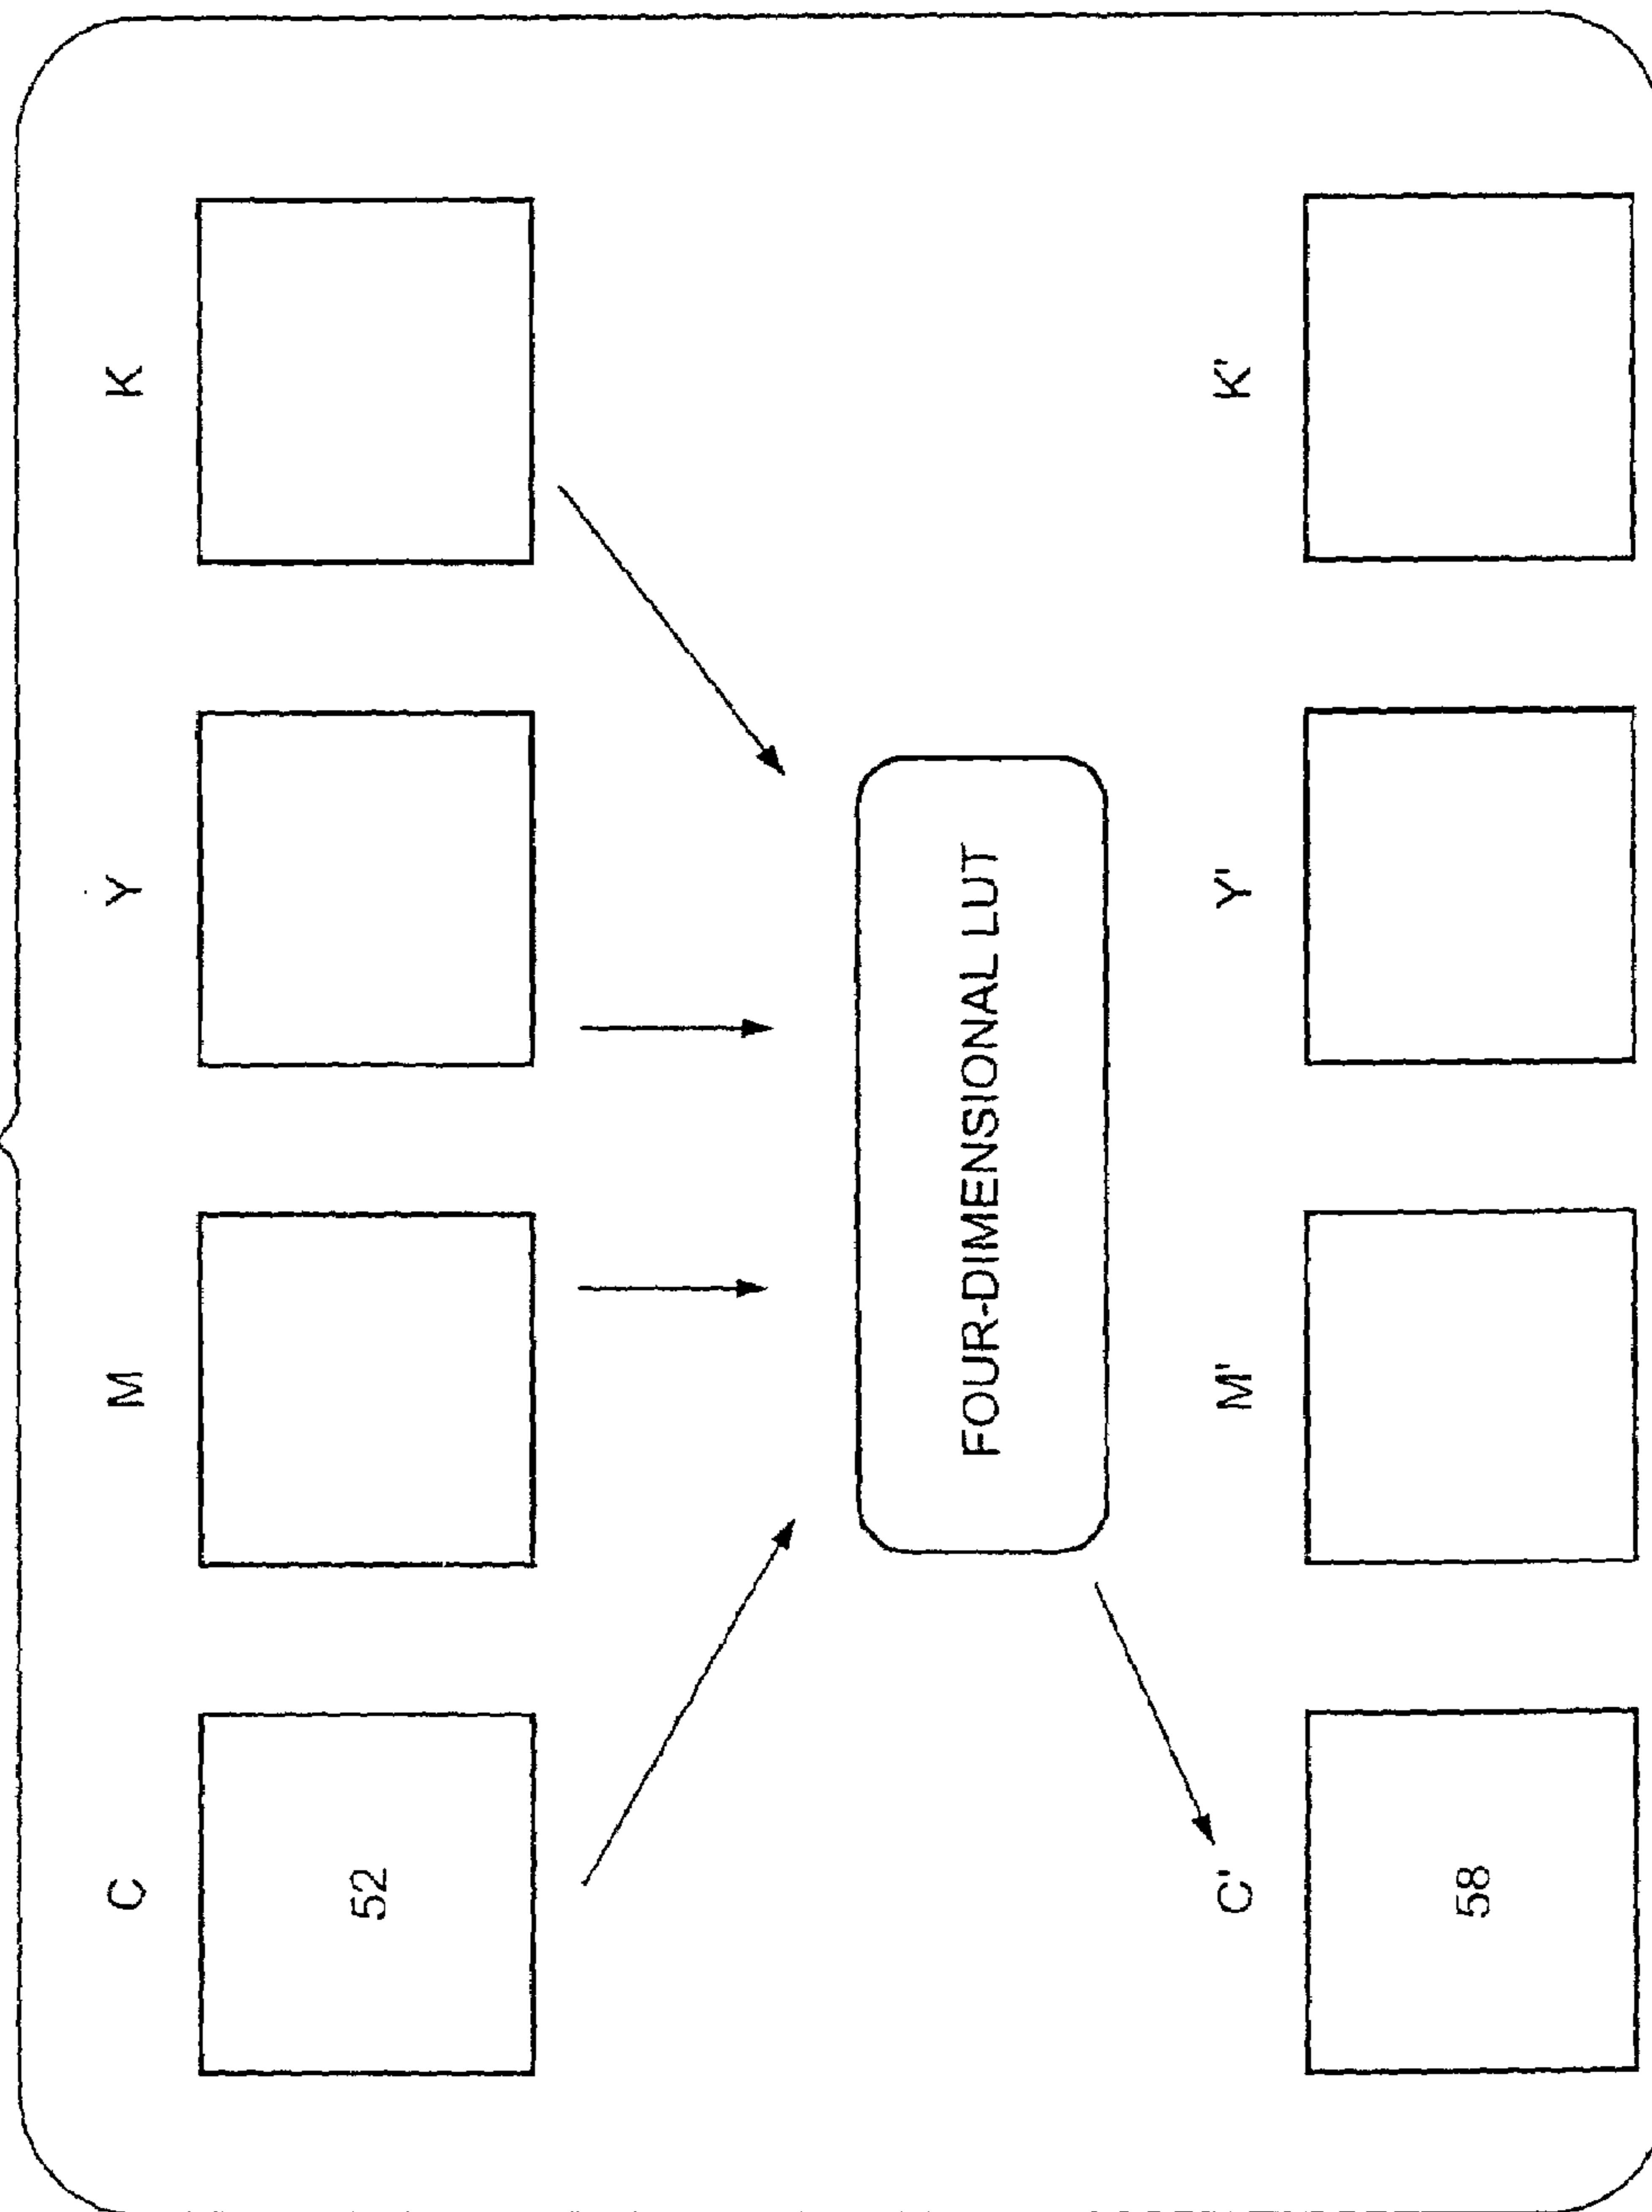 C M Y K
52
FOUR-DIMENSIONAL LUT
C' M' Y' K'
58